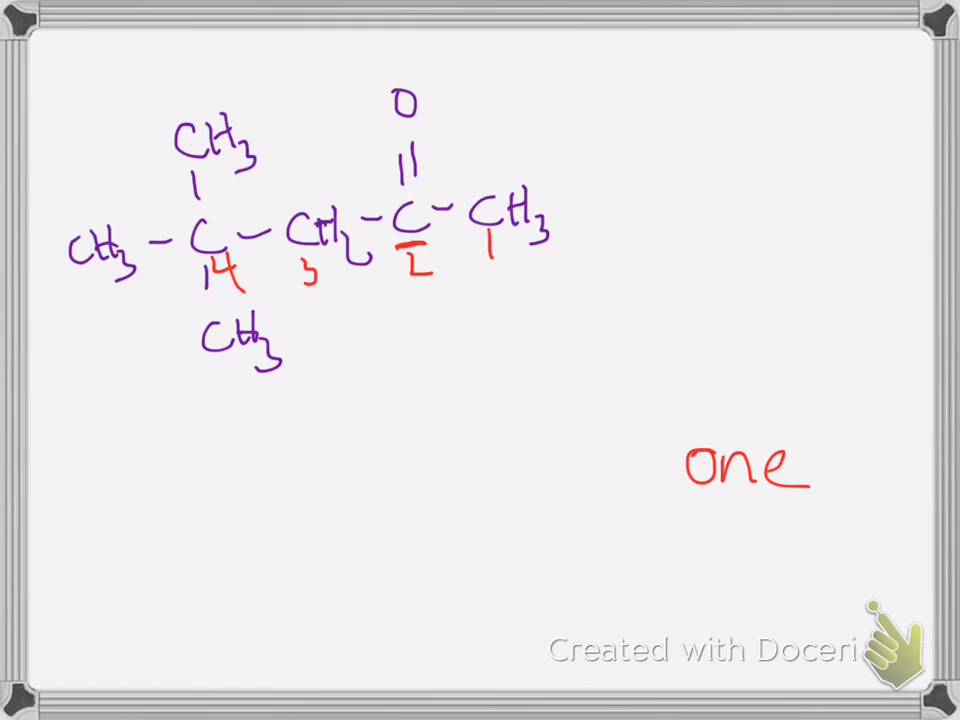 O
CH3
||
|
CH3 - C - CH2 - C - CH3
| 4 3 2 1
CH3
one
Created with Doceri